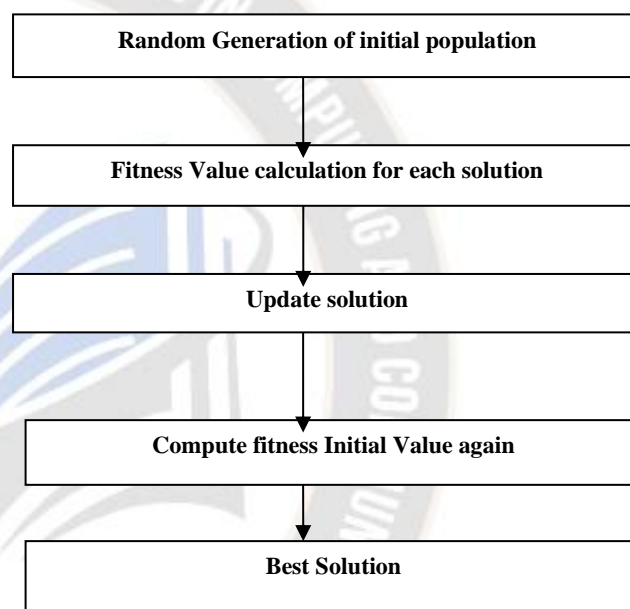 Random Generation of initial population
Fitness Value calculation for each solution
Update solution
Compute fitness Initial Value again
Best Solution